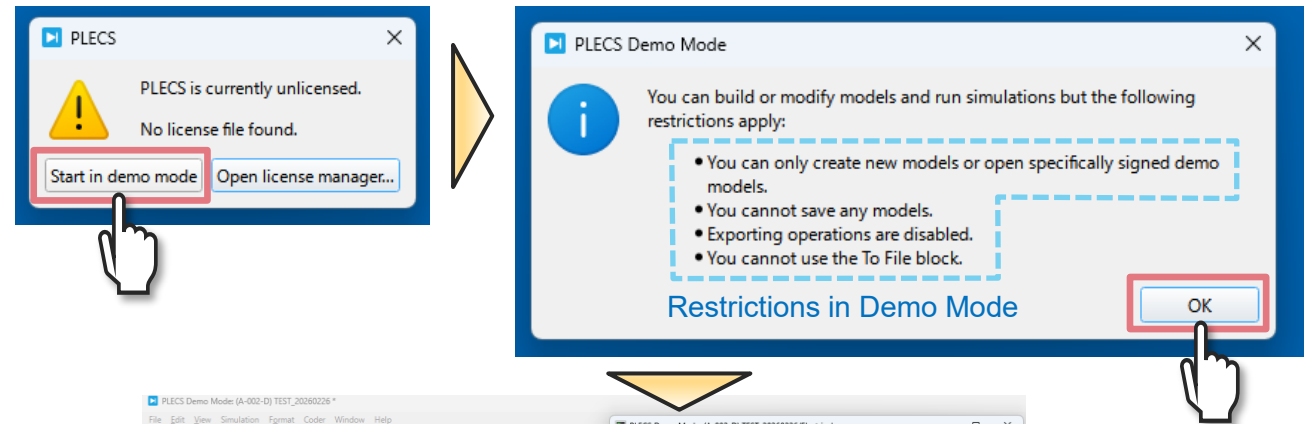 PLECS
PLECS is currently unlicensed.
No license file found.
Start in demo mode
Open license manager...
PLECS Demo Mode
You can build or modify models and run simulations but the following
restrictions apply:
• You can only create new models or open specifically signed demo
models.
• You cannot save any models.
• Exporting operations are disabled.
• You cannot use the To File block.
Restrictions in Demo Mode
OK
PLECS Demo Mode: (A-002-D) TEST_20260226 *
File Edit View Simulation Format Coder Window Help